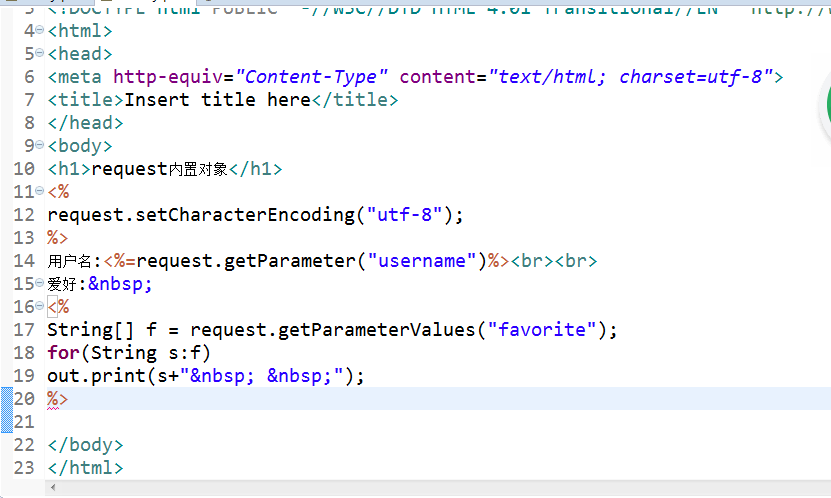 <!DOCTYPE html PUBLIC "-//W3C//DTD HTML 4.01 Transitional//EN"
4 <html>
5 <head>
6 <meta http-equiv="Content-Type" content="text/html; charset=utf-8">
7 <title>Insert title here</title>
8 </head>
9 <body>
10 <h1>request内置对象</h1>
11 <%
12 request.setCharacterEncoding("utf-8");
13 %>
14 用户名:<%=request.getParameter("username")%><br><br>
15 爱好:&nbsp;
16 <%
17 String[] f = request.getParameterValues("favorite");
18 for(String s:f)
19 out.print(s+"&nbsp; &nbsp;");
20 %>
21
22 </body>
23 </html>